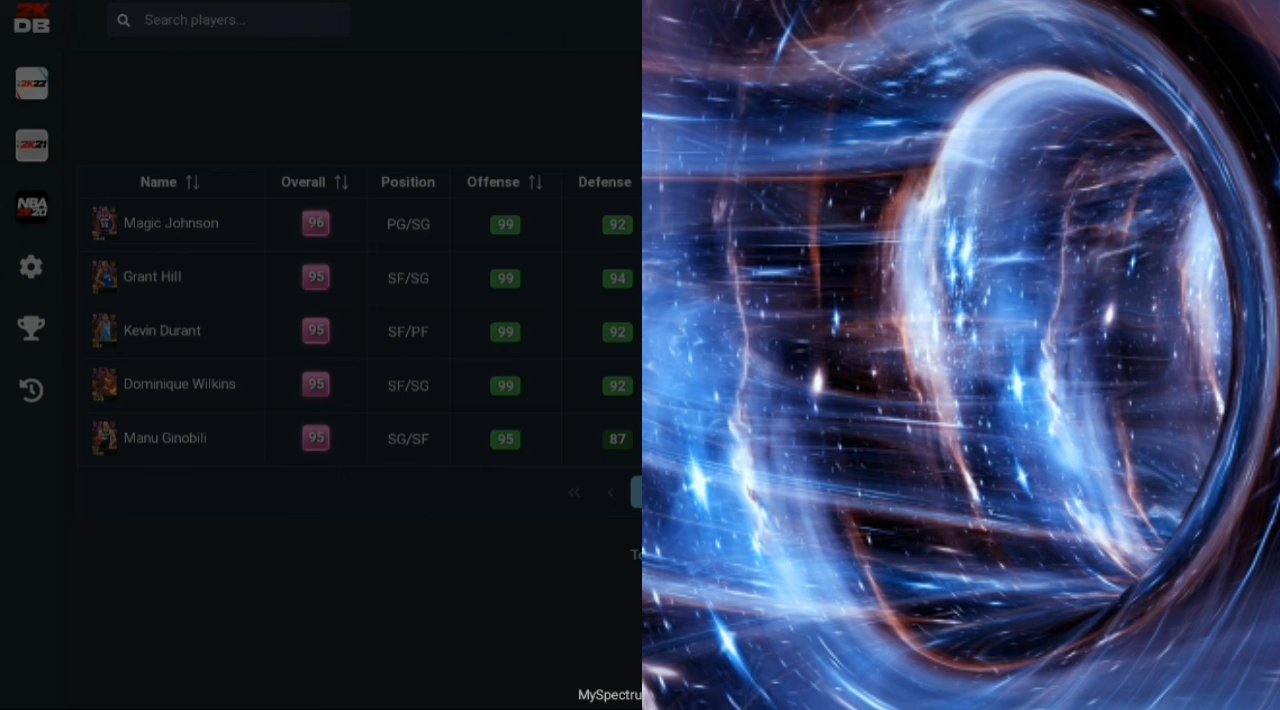 2K
DB
Search players...
2K22
2K21
NBA
2K20
Name Overall Position Offense Defense
Magic Johnson 96 PG/SG 99 92
Grant Hill 95 SF/SG 99 94
Kevin Durant 95 SF/PF 99 92
Dominique Wilkins 95 SF/SG 99 92
Manu Ginobili 95 SG/SF 95 87
MySpectru